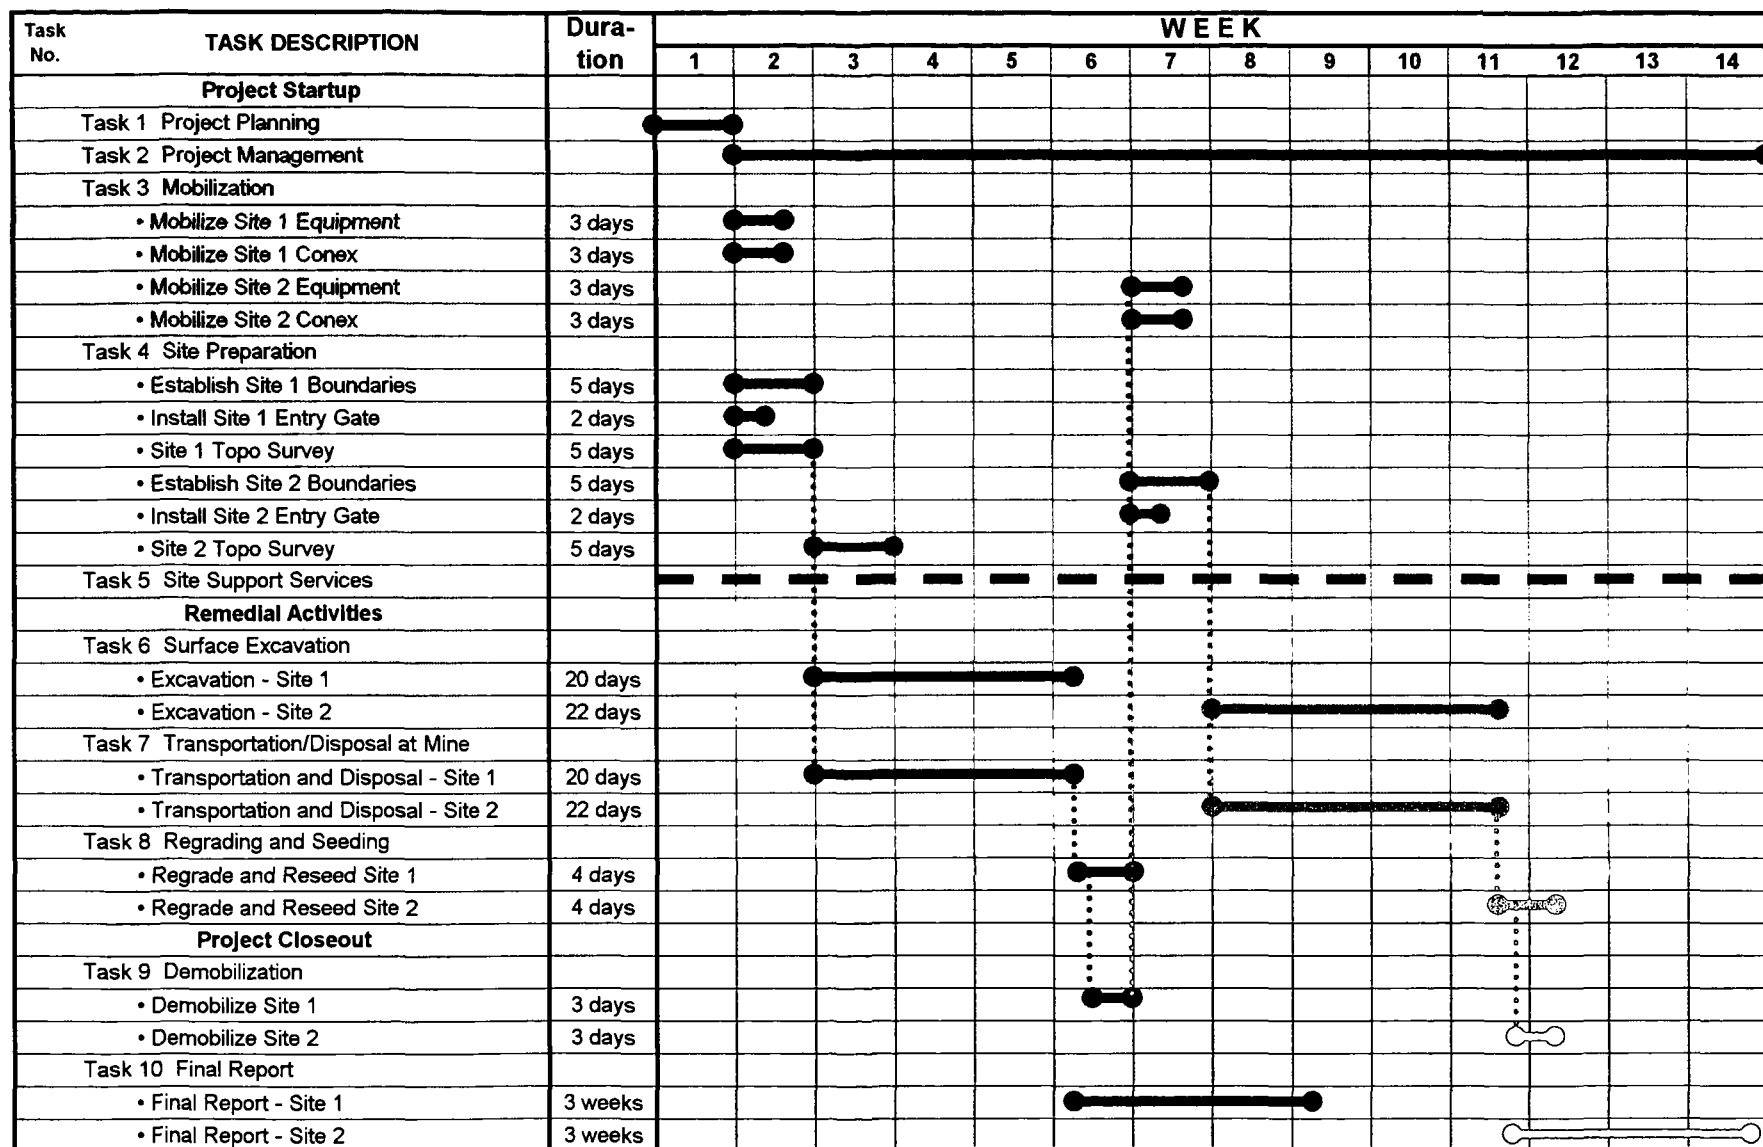 Task No. TASK DESCRIPTION Dura-tion WEEK
1 2 3 4 5 6 7 8 9 10 11 12 13 14
Project Startup
Task 1 Project Planning
Task 2 Project Management
Task 3 Mobilization
• Mobilize Site 1 Equipment 3 days
• Mobilize Site 1 Conex 3 days
• Mobilize Site 2 Equipment 3 days
• Mobilize Site 2 Conex 3 days
Task 4 Site Preparation
• Establish Site 1 Boundaries 5 days
• Install Site 1 Entry Gate 2 days
• Site 1 Topo Survey 5 days
• Establish Site 2 Boundaries 5 days
• Install Site 2 Entry Gate 2 days
• Site 2 Topo Survey 5 days
Task 5 Site Support Services
Remedial Activities
Task 6 Surface Excavation
• Excavation - Site 1 20 days
• Excavation - Site 2 22 days
Task 7 Transportation/Disposal at Mine
• Transportation and Disposal - Site 1 20 days
• Transportation and Disposal - Site 2 22 days
Task 8 Regrading and Seeding
• Regrade and Reseed Site 1 4 days
• Regrade and Reseed Site 2 4 days
Project Closeout
Task 9 Demobilization
• Demobilize Site 1 3 days
• Demobilize Site 2 3 days
Task 10 Final Report
• Final Report - Site 1 3 weeks
• Final Report - Site 2 3 weeks